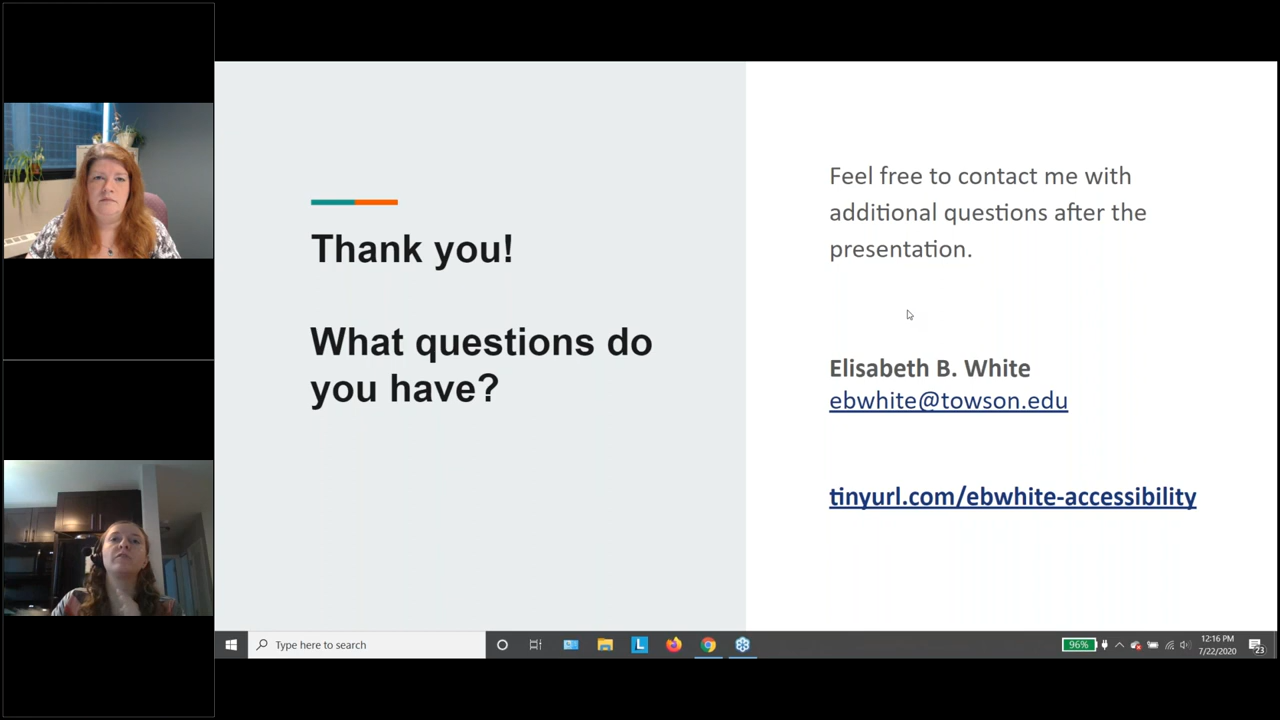 Thank you!
What questions do
you have?
Feel free to contact me with
additional questions after the
presentation.
Elisabeth B. White
ebwhite@towson.edu
tinyurl.com/ebwhite-accessibility
Type here to search
L
96%
12:16 PM
7/22/2020
23